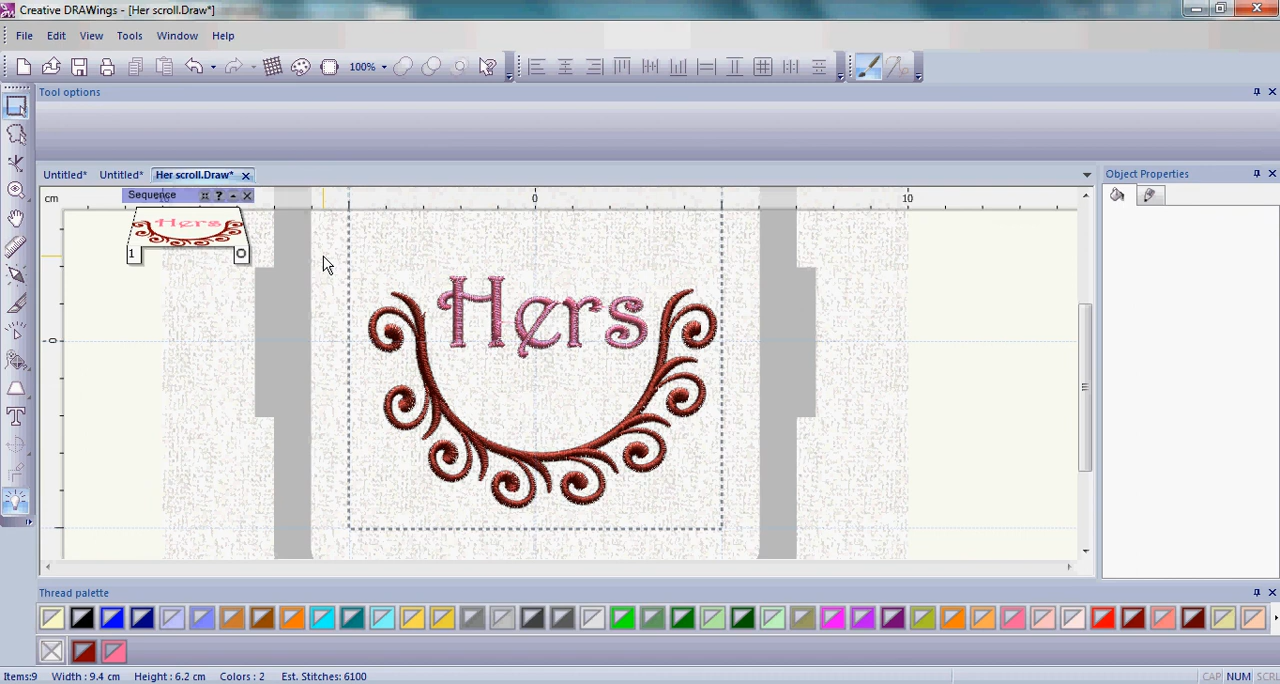 Creative DRAWings - [Her scroll.Draw*]
File Edit View Tools Window Help
100%
Tool options
Untitled* Untitled* Her scroll.Draw*
Object Properties
Sequence
cm
0
10
Hers
1
0
Hers
Thread palette
Items:9 Width : 9.4 cm Height : 6.2 cm Colors : 2 Est. Stitches: 6100
CAP NUM SCRL